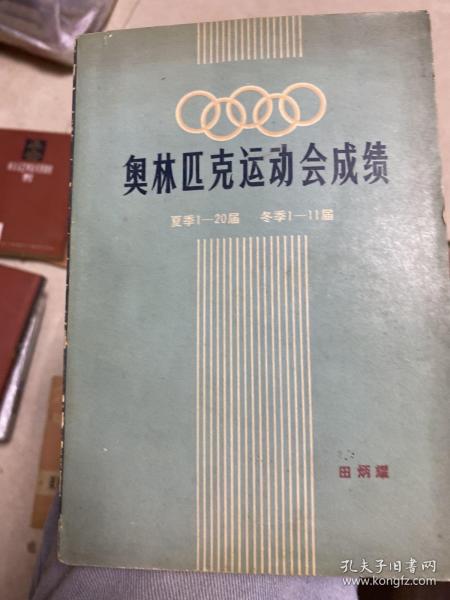 奥林匹克运动会成绩
夏季1—20届 冬季1—11届
田炳耀
孔夫子旧书网
www.kongfz.com